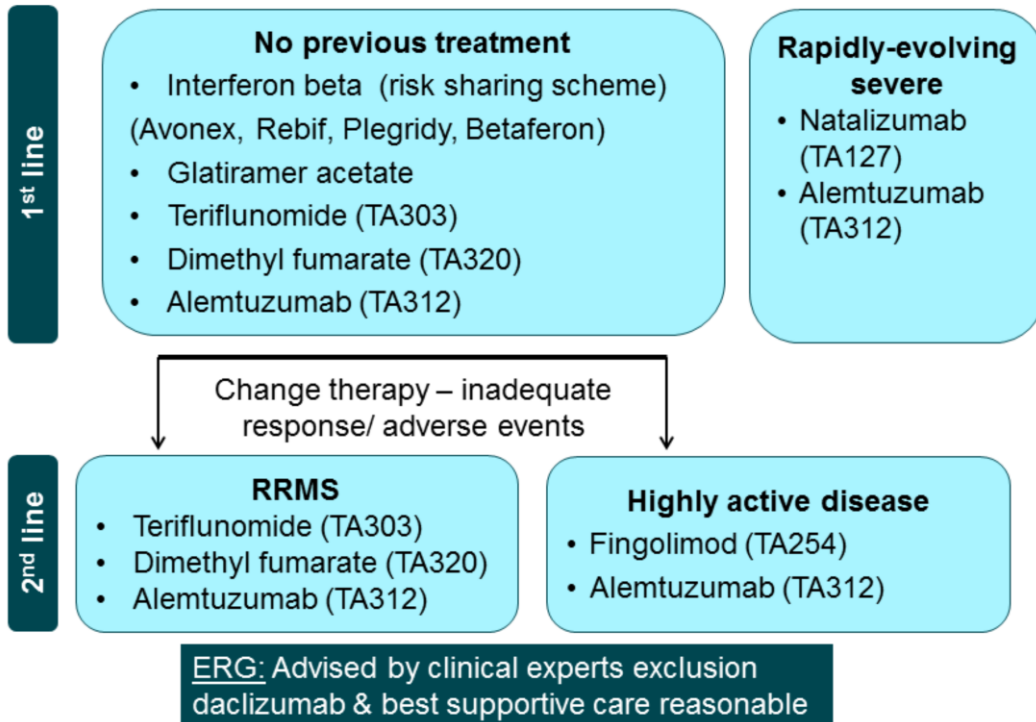 1st line
No previous treatment
• Interferon beta (risk sharing scheme)
(Avonex, Rebif, Plegridy, Betaferon)
• Glatiramer acetate
• Teriflunomide (TA303)
• Dimethyl fumarate (TA320)
• Alemtuzumab (TA312)
Rapidly-evolving
severe
• Natalizumab
(TA127)
• Alemtuzumab
(TA312)
Change therapy – inadequate
response/ adverse events
2nd line
RRMS
• Teriflunomide (TA303)
• Dimethyl fumarate (TA320)
• Alemtuzumab (TA312)
Highly active disease
• Fingolimod (TA254)
• Alemtuzumab (TA312)
ERG: Advised by clinical experts exclusion
daclizumab & best supportive care reasonable